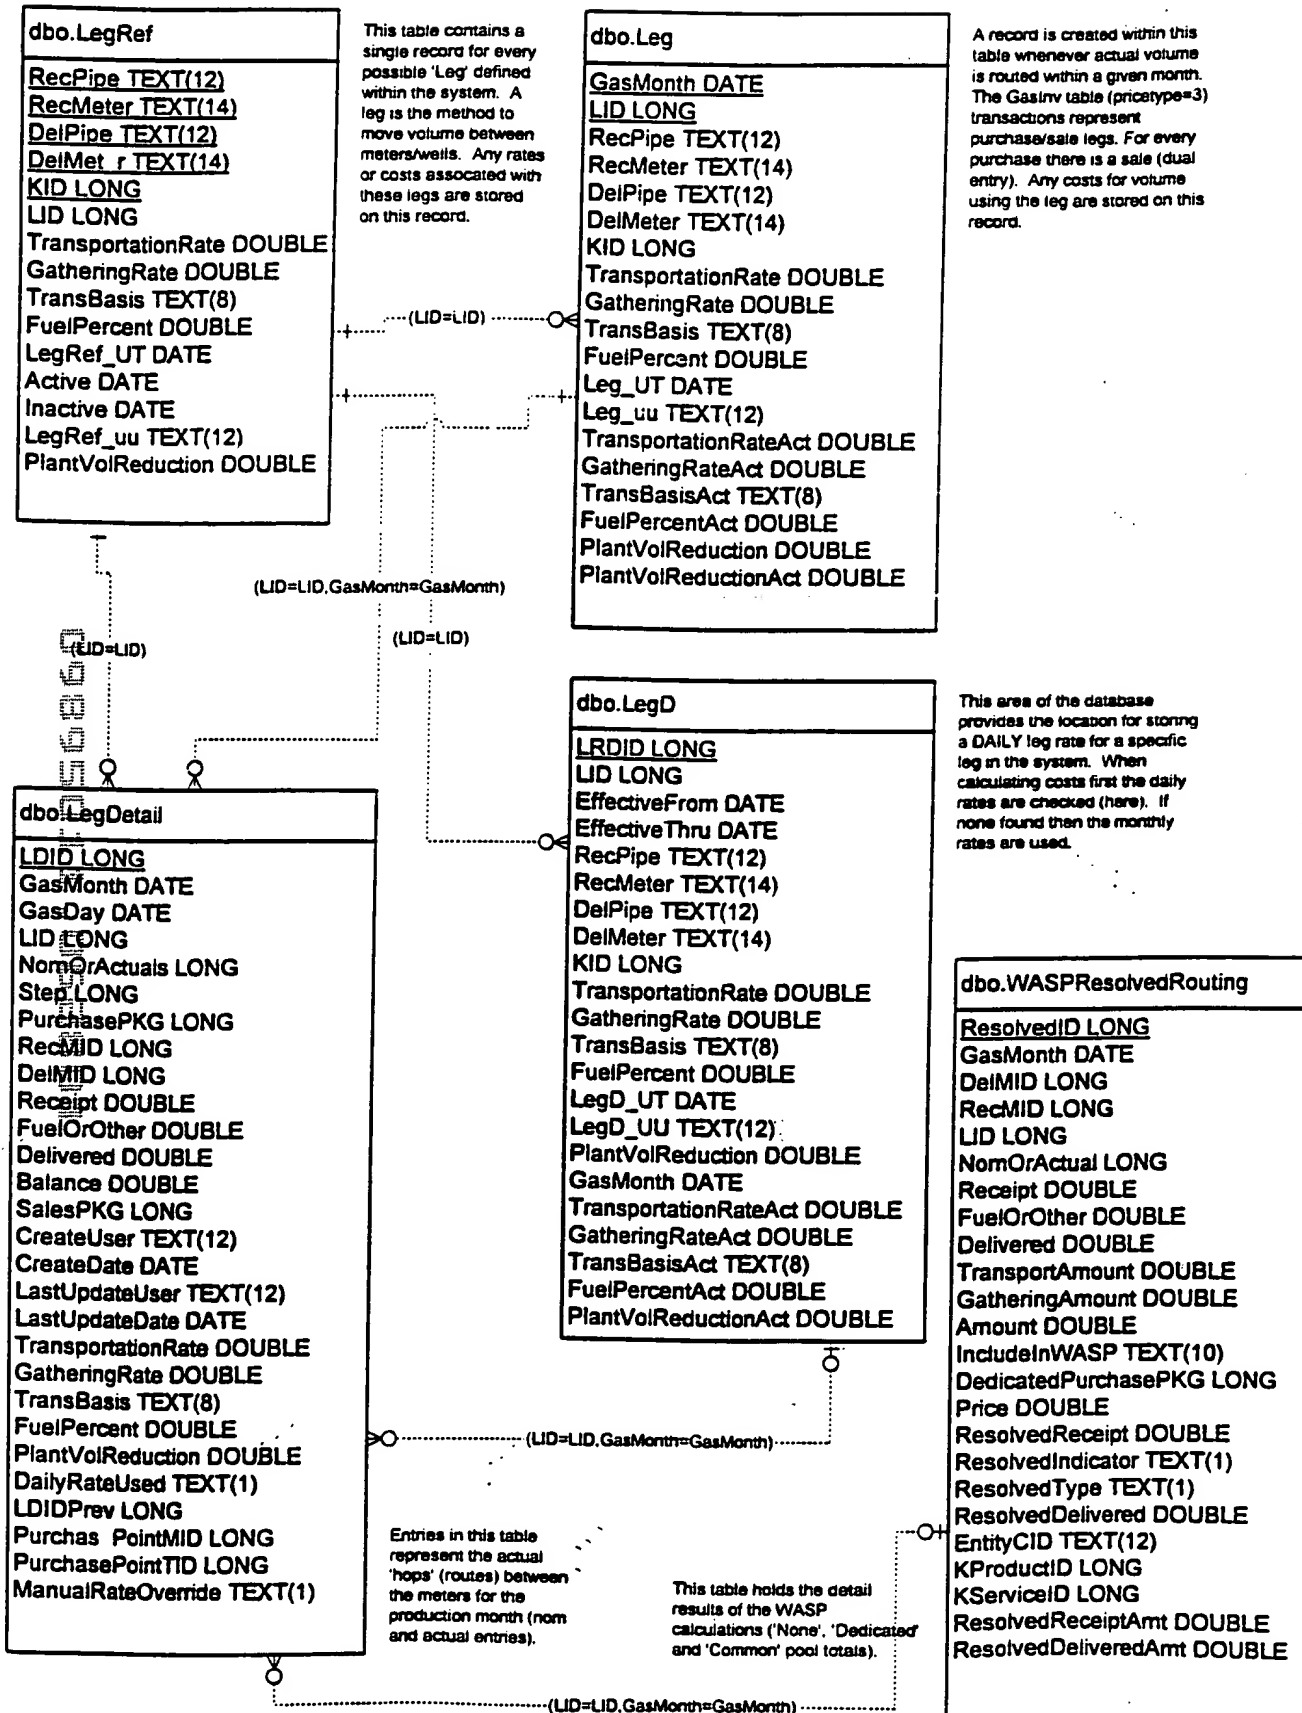 dbo.LegRef
RecPipe TEXT(12)
RecMeter TEXT(14)
DelPipe TEXT(12)
DelMet r TEXT(14)
KID LONG
LID LONG
TransportationRate DOUBLE
GatheringRate DOUBLE
TransBasis TEXT(8)
FuelPercent DOUBLE
LegRef_UT DATE
Active DATE
Inactive DATE
LegRef_uu TEXT(12)
PlantVolReduction DOUBLE
This table contains a
single record for every
possible 'Leg' defined
within the system. A
leg is the method to
move volume between
meters/wells. Any rates
or costs assocated with
these legs are stored
on this record.
dbo.Leg
GasMonth DATE
LID LONG
RecPipe TEXT(12)
RecMeter TEXT(14)
DelPipe TEXT(12)
DelMeter TEXT(14)
KID LONG
TransportationRate DOUBLE
GatheringRate DOUBLE
TransBasis TEXT(8)
FuelPercent DOUBLE
Leg_UT DATE
Leg_uu TEXT(12)
TransportationRateAct DOUBLE
GatheringRateAct DOUBLE
TransBasisAct TEXT(8)
FuelPercentAct DOUBLE
PlantVolReduction DOUBLE
PlantVolReductionAct DOUBLE
A record is created within this
table whenever actual volume
is routed within a given month.
The GasInv table (pricetype=3)
transactions represent
purchase/sale legs. For every
purchase there is a sale (dual
entry). Any costs for volume
using the leg are stored on this
record.
(LID=LID)
(LID=LID,GasMonth=GasMonth)
(LID=LID)
(LID=LID)
dbo.LegD
LRDID LONG
LID LONG
EffectiveFrom DATE
EffectiveThru DATE
RecPipe TEXT(12)
RecMeter TEXT(14)
DelPipe TEXT(12)
DelMeter TEXT(14)
KID LONG
TransportationRate DOUBLE
GatheringRate DOUBLE
TransBasis TEXT(8)
FuelPercent DOUBLE
LegD_UT DATE
LegD_UU TEXT(12)
PlantVolReduction DOUBLE
GasMonth DATE
TransportationRateAct DOUBLE
GatheringRateAct DOUBLE
TransBasisAct TEXT(8)
FuelPercentAct DOUBLE
PlantVolReductionAct DOUBLE
This area of the database
provides the location for storing
a DAILY leg rate for a specific
leg in the system. When
calculating costs first the daily
rates are checked (here). If
none found then the monthly
rates are used.
dbo.LegDetail
LDID LONG
GasMonth DATE
GasDay DATE
LID LONG
NomOrActuals LONG
Step LONG
PurchasePKG LONG
RecMID LONG
DelMID LONG
Receipt DOUBLE
FuelOrOther DOUBLE
Delivered DOUBLE
Balance DOUBLE
SalesPKG LONG
CreateUser TEXT(12)
CreateDate DATE
LastUpdateUser TEXT(12)
LastUpdateDate DATE
TransportationRate DOUBLE
GatheringRate DOUBLE
TransBasis TEXT(8)
FuelPercent DOUBLE
PlantVolReduction DOUBLE
DailyRateUsed TEXT(1)
LDIDPrev LONG
Purchas PointMID LONG
PurchasePointTID LONG
ManualRateOverride TEXT(1)
(LID=LID,GasMonth=GasMonth)
Entries in this table
represent the actual
'hops' (routes) between
the meters for the
production month (nom
and actual entries).
This table holds the detail
results of the WASP
calculations ('None', 'Dedicated'
and 'Common' pool totals).
dbo.WASPResolvedRouting
ResolvedID LONG
GasMonth DATE
DelMID LONG
RecMID LONG
LID LONG
NomOrActual LONG
Receipt DOUBLE
FuelOrOther DOUBLE
Delivered DOUBLE
TransportAmount DOUBLE
GatheringAmount DOUBLE
Amount DOUBLE
IncludeInWASP TEXT(10)
DedicatedPurchasePKG LONG
Price DOUBLE
ResolvedReceipt DOUBLE
ResolvedIndicator TEXT(1)
ResolvedType TEXT(1)
ResolvedDelivered DOUBLE
EntityCID TEXT(12)
KProductID LONG
KServiceID LONG
ResolvedReceiptAmt DOUBLE
ResolvedDeliveredAmt DOUBLE
(LID=LID,GasMonth=GasMonth)